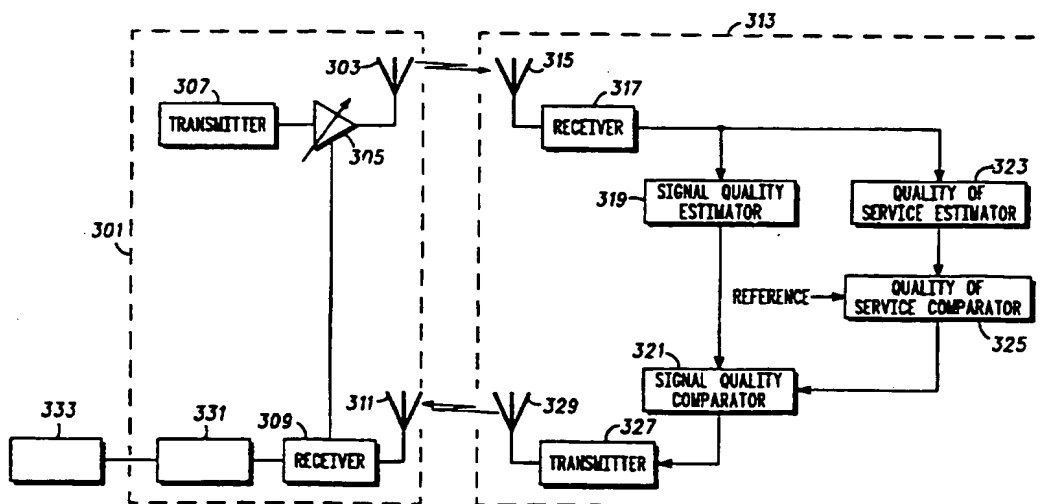 313
303
315
307
317
TRANSMITTER
RECEIVER
305
323
319
SIGNAL QUALITY
ESTIMATOR
QUALITY OF
SERVICE ESTIMATOR
301
REFERENCE
QUALITY OF
SERVICE COMPARATOR
325
321
SIGNAL QUALITY
COMPARATOR
311
329
333
331
309
327
RECEIVER
TRANSMITTER